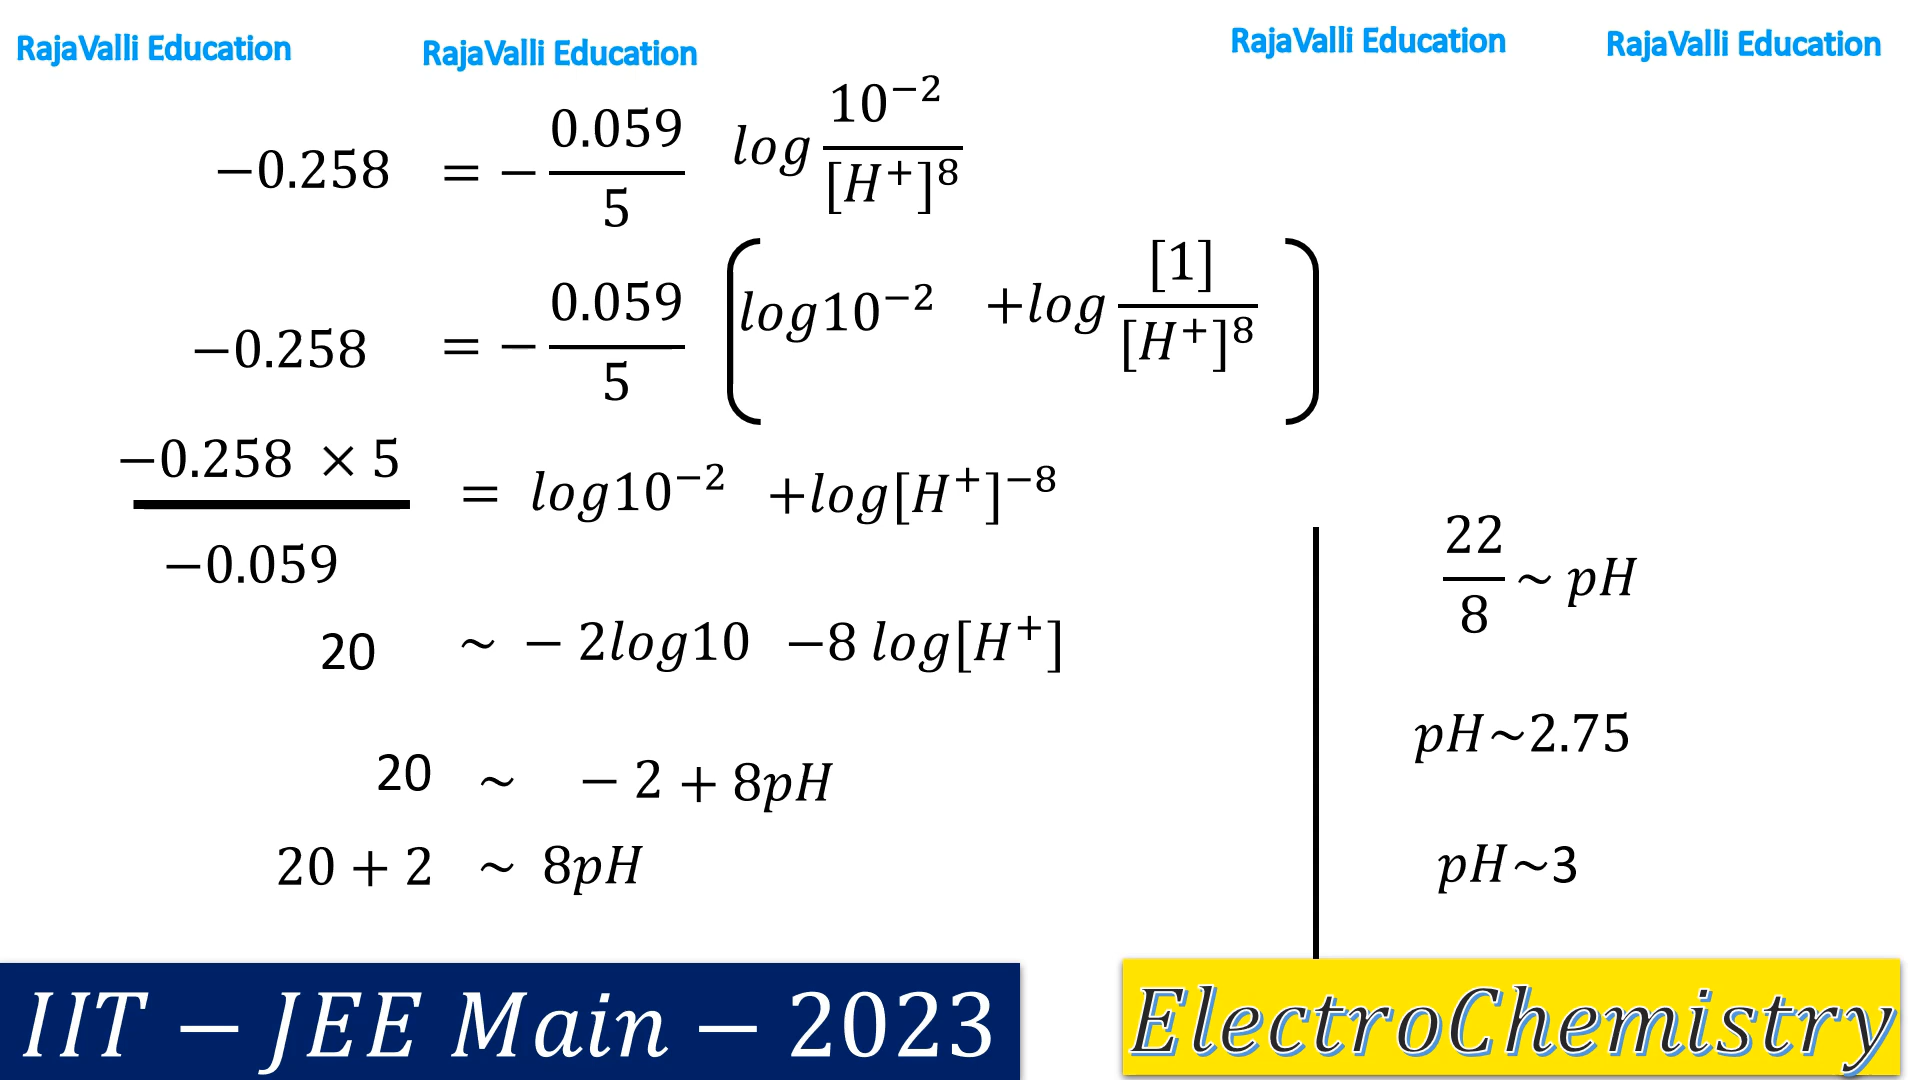 RajaValli Education RajaValli Education RajaValli Education RajaValli Education
−0.258 = −0.059/5 log 10⁻²/[H⁺]⁸
−0.258 = −0.059/5 (log10⁻² +log [1]/[H⁺]⁸)
−0.258 × 5/−0.059 = log10⁻² +log[H⁺]⁻⁸
20 ~ − 2log10 −8 log[H⁺]
20 ~ − 2 + 8pH
20 + 2 ~ 8pH
22/8 ~ pH
pH~2.75
pH~3
IIT − JEE Main − 2023
ElectroChemistry